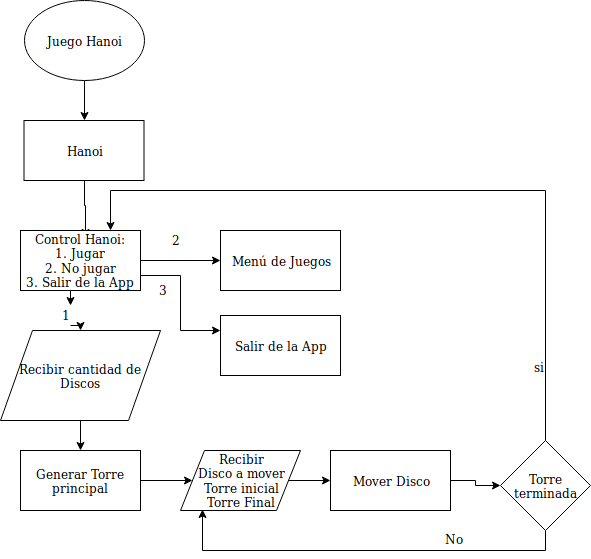 Juego Hanoi
Hanoi
Control Hanoi:
1. Jugar
2. No jugar
3. Salir de la App
2
Menú de Juegos
3
Salir de la App
1
Recibir cantidad de
Discos
si
Generar Torre
principal
Recibir
Disco a mover
Torre inicial
Torre Final
Mover Disco
Torre
terminada
No